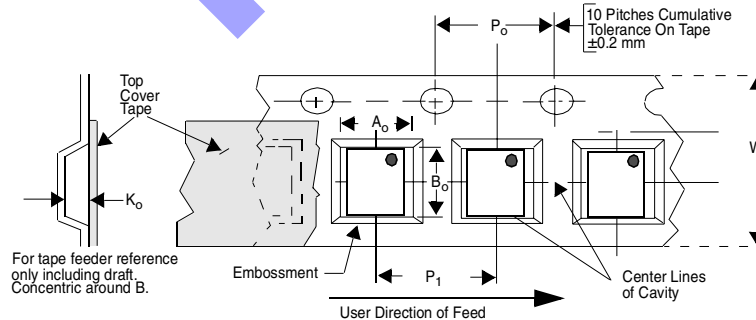 10 Pitches Cumulative
Tolerance On Tape
±0.2 mm
Po
Top
Cover
Tape
Ao
W
Bo
Ko
For tape feeder reference
only including draft.
Concentric around B.
Embossment
P1
Center Lines
of Cavity
User Direction of Feed